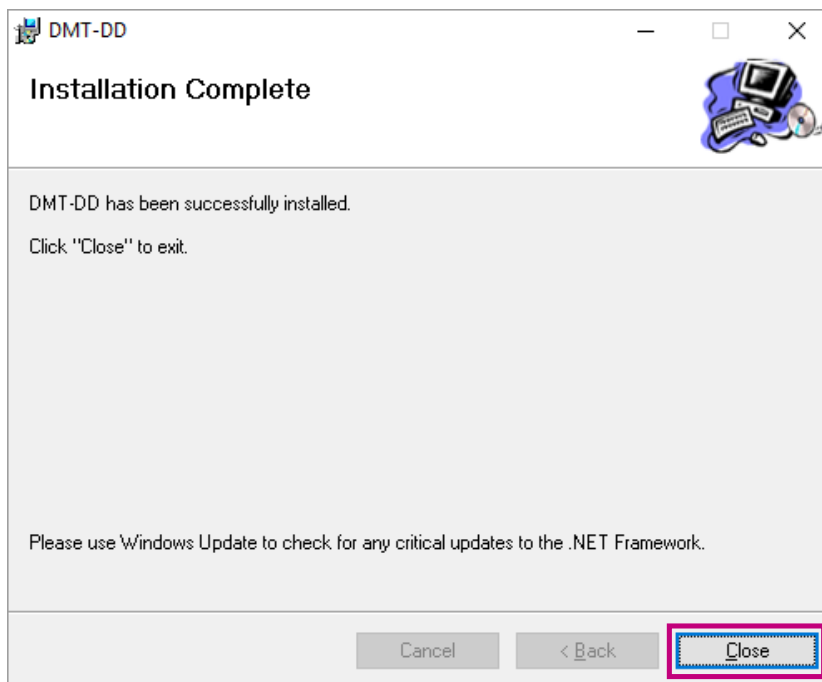 DMT-DD
Installation Complete
DMT-DD has been successfully installed.
Click "Close" to exit.
Please use Windows Update to check for any critical updates to the .NET Framework.
Cancel
< Back
Close